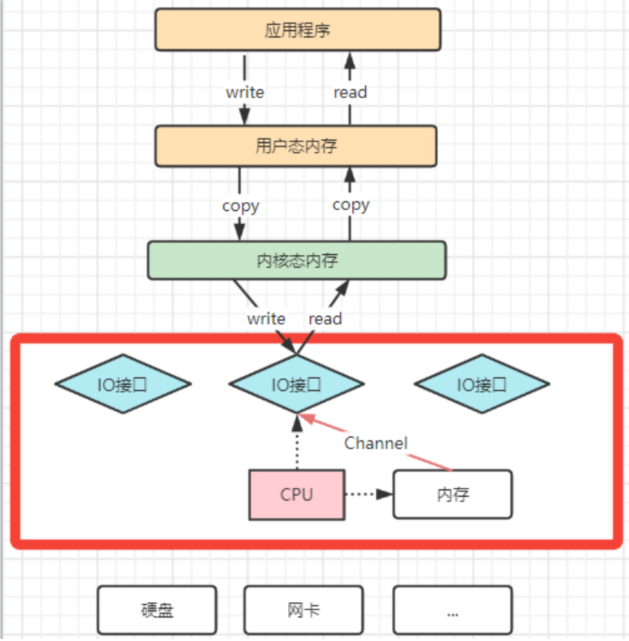 应用程序
write
read
用户态内存
copy
copy
内核态内存
write
read
IO接口
IO接口
IO接口
Channel
CPU
内存
硬盘
网卡
...